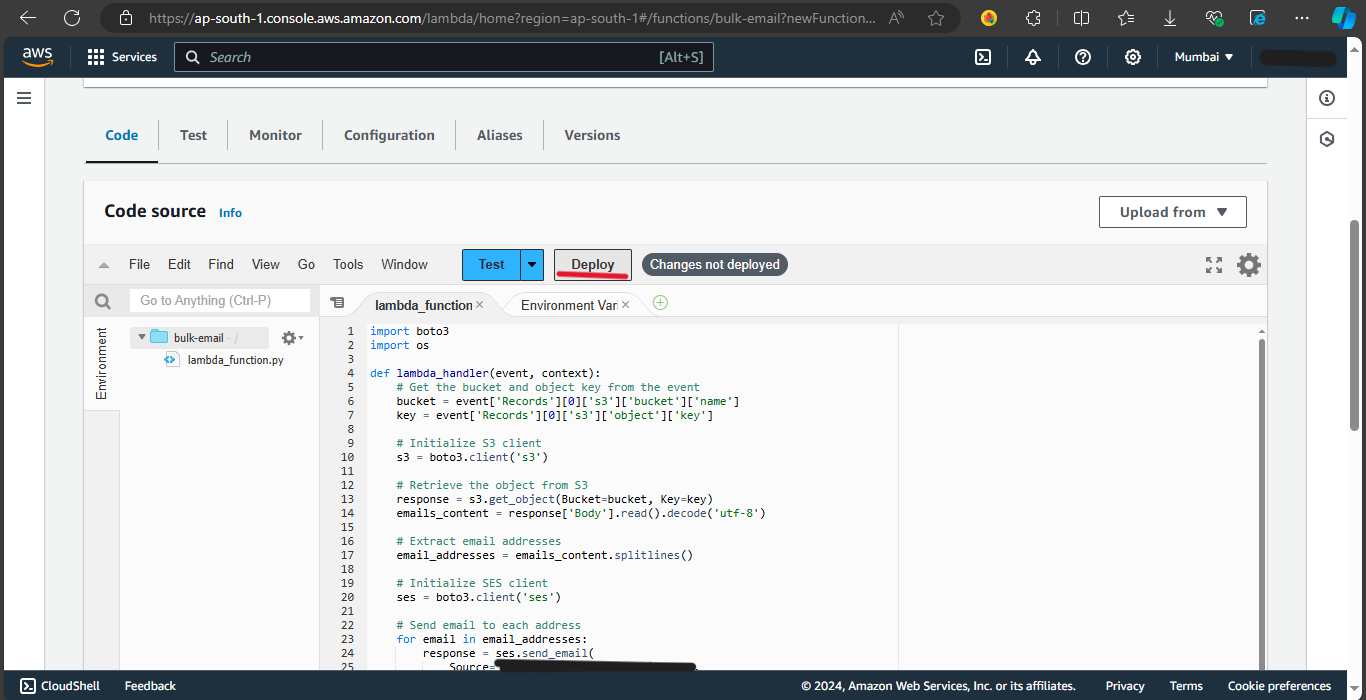 https://ap-south-1.console.aws.amazon.com/lambda/home?region=ap-south-1#/functions/bulk-email?newFunction...
aws Services Search [Alt+S] Mumbai
Code Test Monitor Configuration Aliases Versions
Code source Info Upload from
File Edit Find View Go Tools Window Test Deploy Changes not deployed
Go to Anything (Ctrl-P) lambda_function × Environment Var ×
Environment
bulk-email - /
lambda_function.py
1 import boto3
2 import os
3
4 def lambda_handler(event, context):
5 # Get the bucket and object key from the event
6 bucket = event['Records'][0]['s3']['bucket']['name']
7 key = event['Records'][0]['s3']['object']['key']
8
9 # Initialize S3 client
10 s3 = boto3.client('s3')
11
12 # Retrieve the object from S3
13 response = s3.get_object(Bucket=bucket, Key=key)
14 emails_content = response['Body'].read().decode('utf-8')
15
16 # Extract email addresses
17 email_addresses = emails_content.splitlines()
18
19 # Initialize SES client
20 ses = boto3.client('ses')
21
22 # Send email to each address
23 for email in email_addresses:
24 response = ses.send_email(
25 Source=
CloudShell Feedback © 2024, Amazon Web Services, Inc. or its affiliates. Privacy Terms Cookie preferences